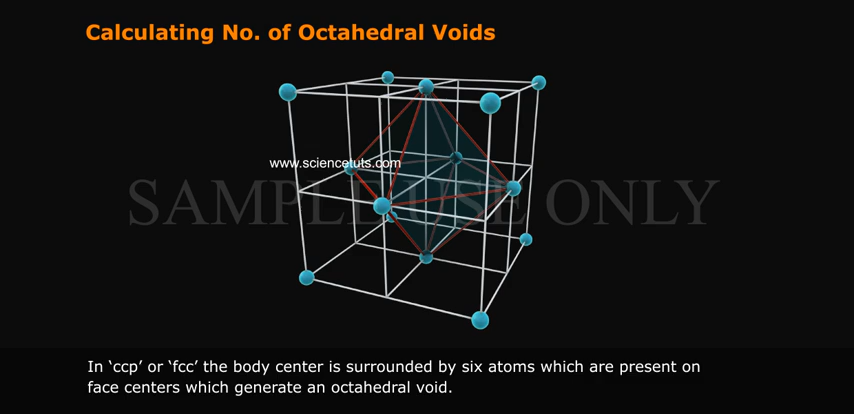 Calculating No. of Octahedral Voids
www.sciencetuts.com
SAMPLE USE ONLY
In ‘ccp’ or ‘fcc’ the body center is surrounded by six atoms which are present on
face centers which generate an octahedral void.